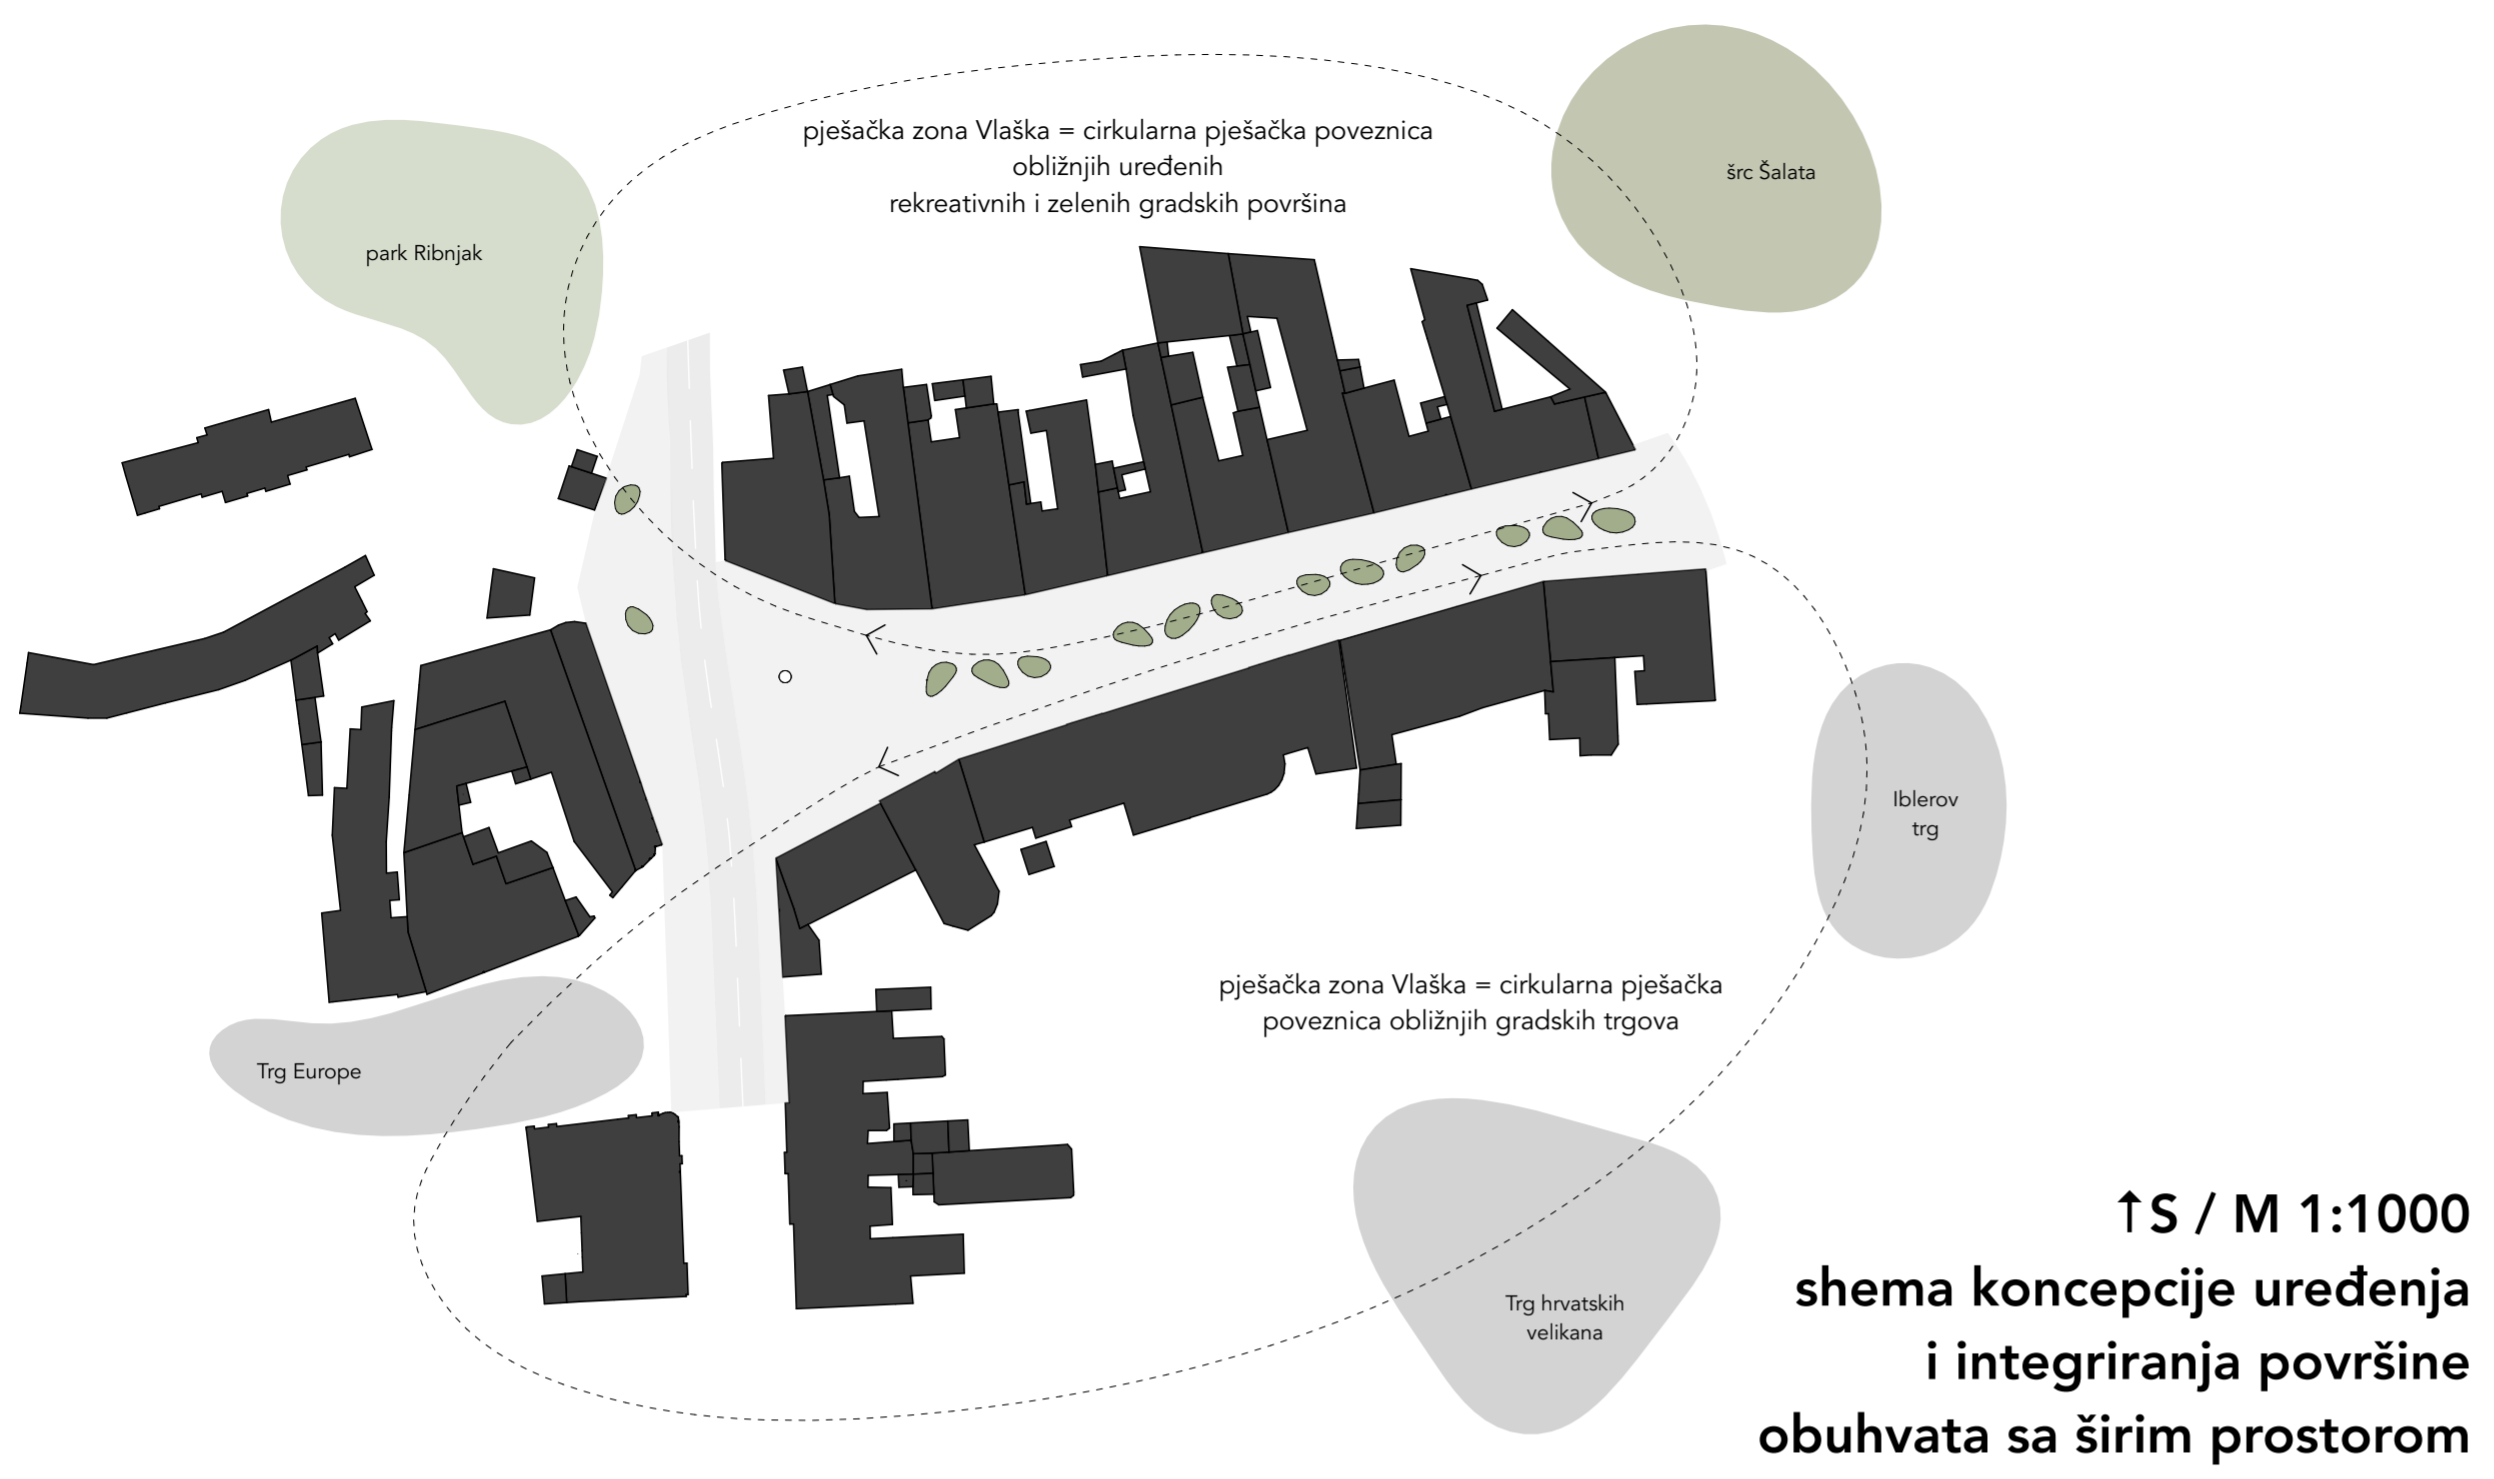 pješačka zona Vlaška = cirkularna pješačka poveznica
obližnjih uređenih
rekreativnih i zelenih gradskih površina
šrc Šalata
park Ribnjak
Iblerov
trg
pješačka zona Vlaška = cirkularna pješačka
poveznica obližnjih gradskih trgova
Trg Europe
Trg hrvatskih
velikana
↑S / M 1:1000
shema koncepcije uređenja
i integriranja površine
obuhvata sa širim prostorom